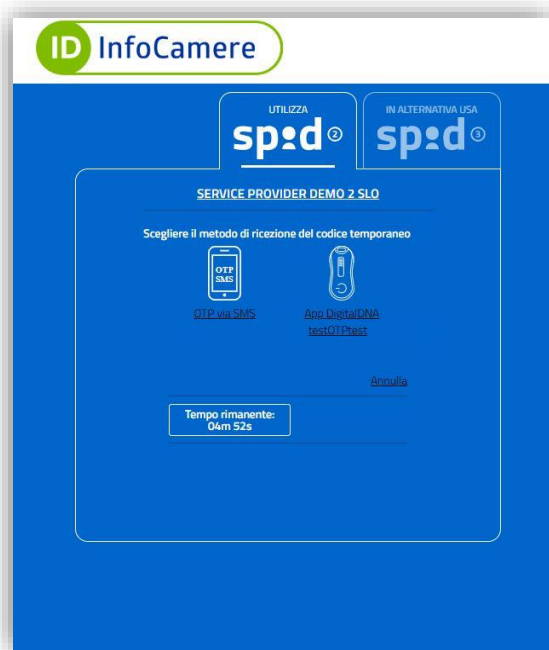 ID InfoCamere
UTILIZZA
spid 2
IN ALTERNATIVA USA
spid 3
SERVICE PROVIDER DEMO 2 SLO
Scegliere il metodo di ricezione del codice temporaneo
OTP
SMS
OTP via SMS
App DigitalDNA
testOTPtest
Annulla
Tempo rimanente:
04m 52s